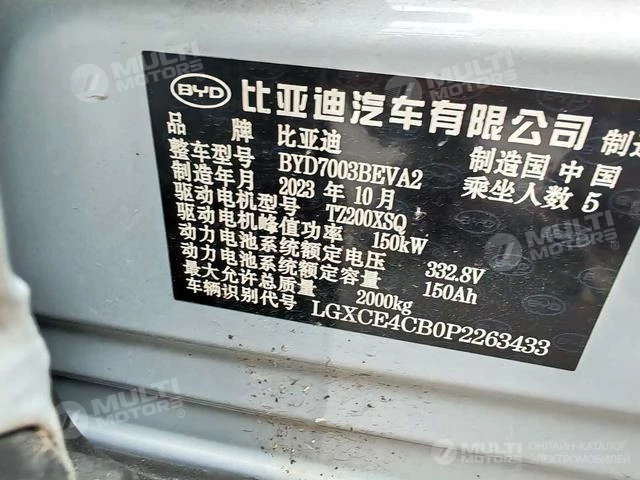 BYD 比亚迪汽车有限公司 制造
品牌 比亚迪 制造国 中国
整车型号 BYD7003BEVA2 乘坐人数 5
制造年月 2023 年 10 月
驱动电机型号 TZ200XSQ
驱动电机峰值功率 150kW
动力电池系统额定电压 332.8V
动力电池系统额定容量 150Ah
最大允许总质量 2000kg
车辆识别代号 LGXCE4CB0P2263433
MULTI MOTORS
MULTI MOTORS
MULTI MOTORS
MULTI MOTORS
MULTI MOTORS
ОНЛАЙН-КАТАЛОГ
ЭЛЕКТРОМОБИЛЕЙ